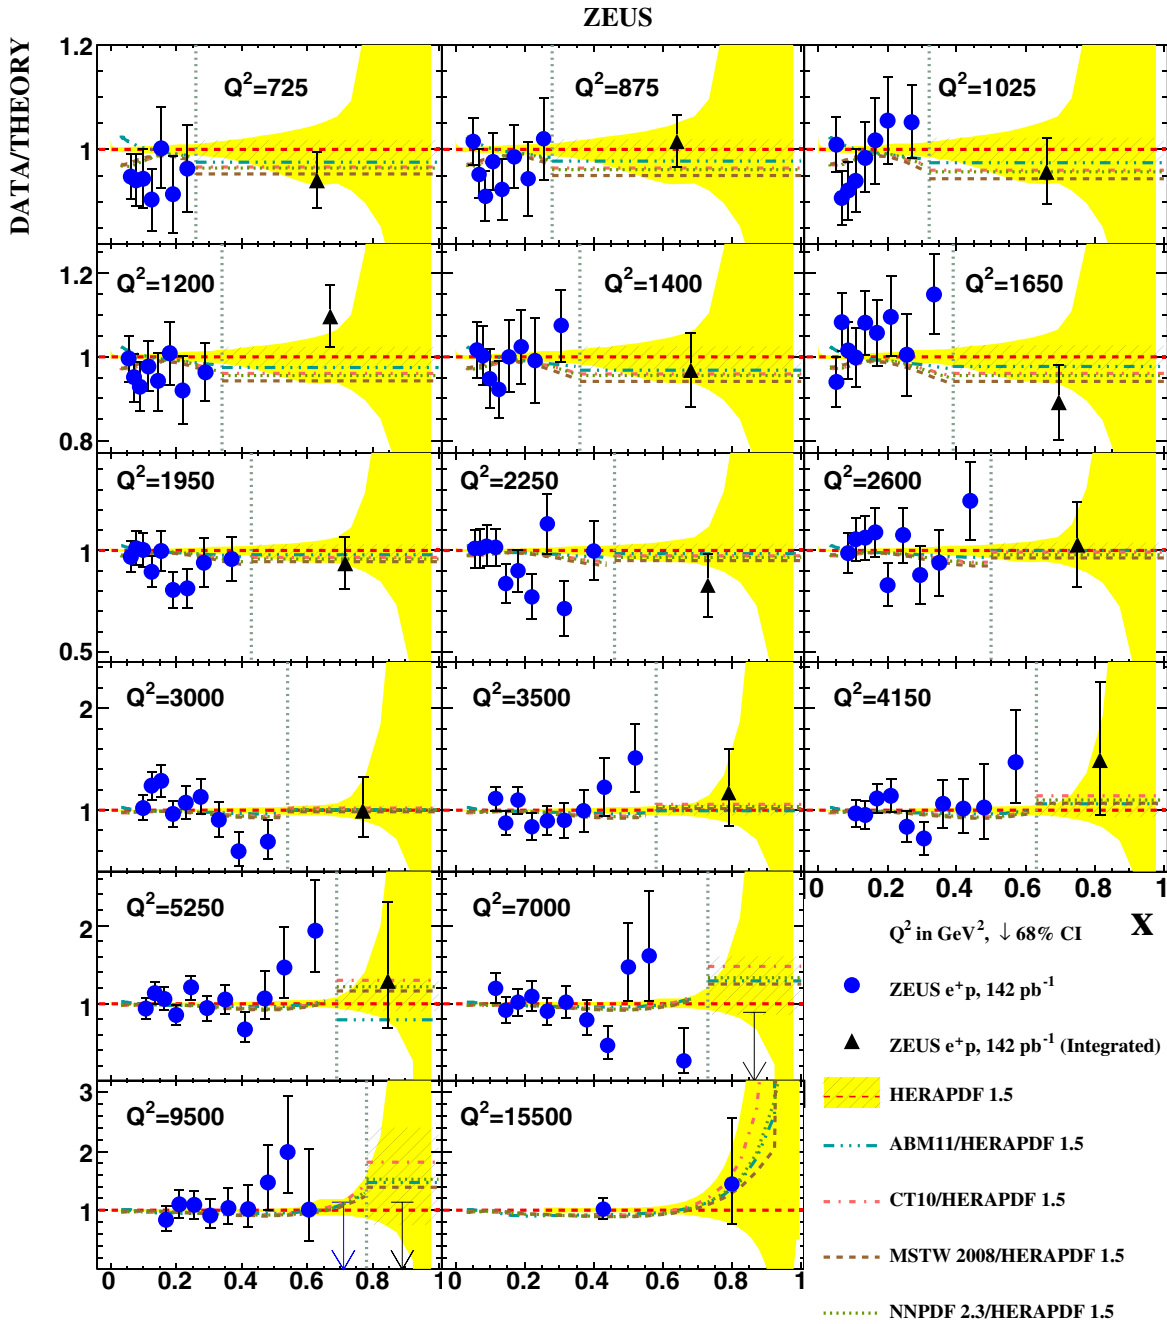 ZEUS
DATA/THEORY
1.2
1
Q²=725
Q²=875
Q²=1025
1.2
1
0.8
Q²=1200
Q²=1400
Q²=1650
1
0.5
Q²=1950
Q²=2250
Q²=2600
2
1
Q²=3000
Q²=3500
Q²=4150
0 0.2 0.4 0.6 0.8 1
2
1
Q²=5250
Q²=7000
x
Q² in GeV², ↓ 68% CI
ZEUS e⁺p, 142 pb⁻¹
ZEUS e⁺p, 142 pb⁻¹ (Integrated)
3
2
1
Q²=9500
Q²=15500
HERAPDF 1.5
ABM11/HERAPDF 1.5
CT10/HERAPDF 1.5
MSTW 2008/HERAPDF 1.5
NNPDF 2.3/HERAPDF 1.5
0 0.2 0.4 0.6 0.8 1
0 0.2 0.4 0.6 0.8 1